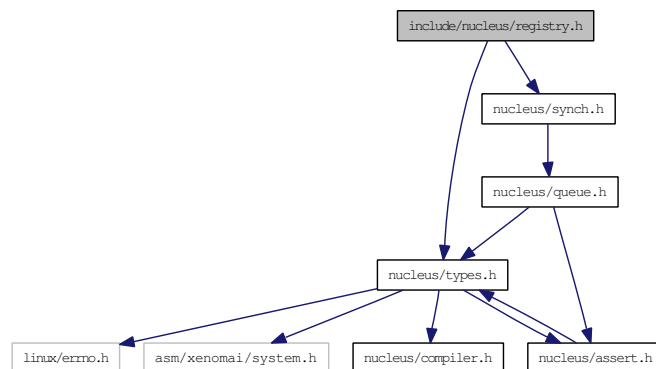 include/nucleus/registry.h
nucleus/synch.h
nucleus/queue.h
nucleus/types.h
linux/errno.h
asm/xenomai/system.h
nucleus/compiler.h
nucleus/assert.h